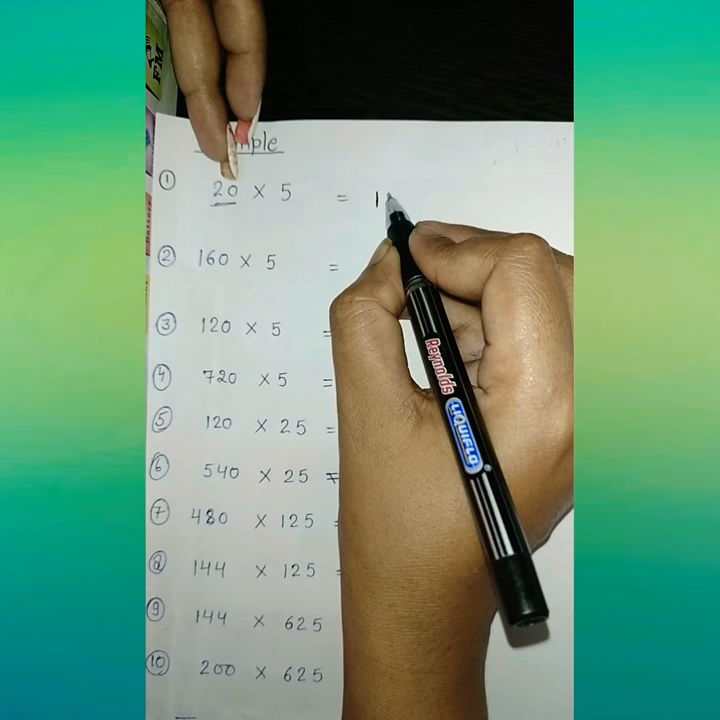 ① 20 × 5 = 1
② 160 × 5 =
③ 120 × 5 =
④ 720 × 5 =
⑤ 120 × 25 =
⑥ 540 × 25 =
⑦ 480 × 125 =
⑧ 144 × 125 =
⑨ 144 × 625
⑩ 200 × 625
Reynolds
LIQUIFLO
FM